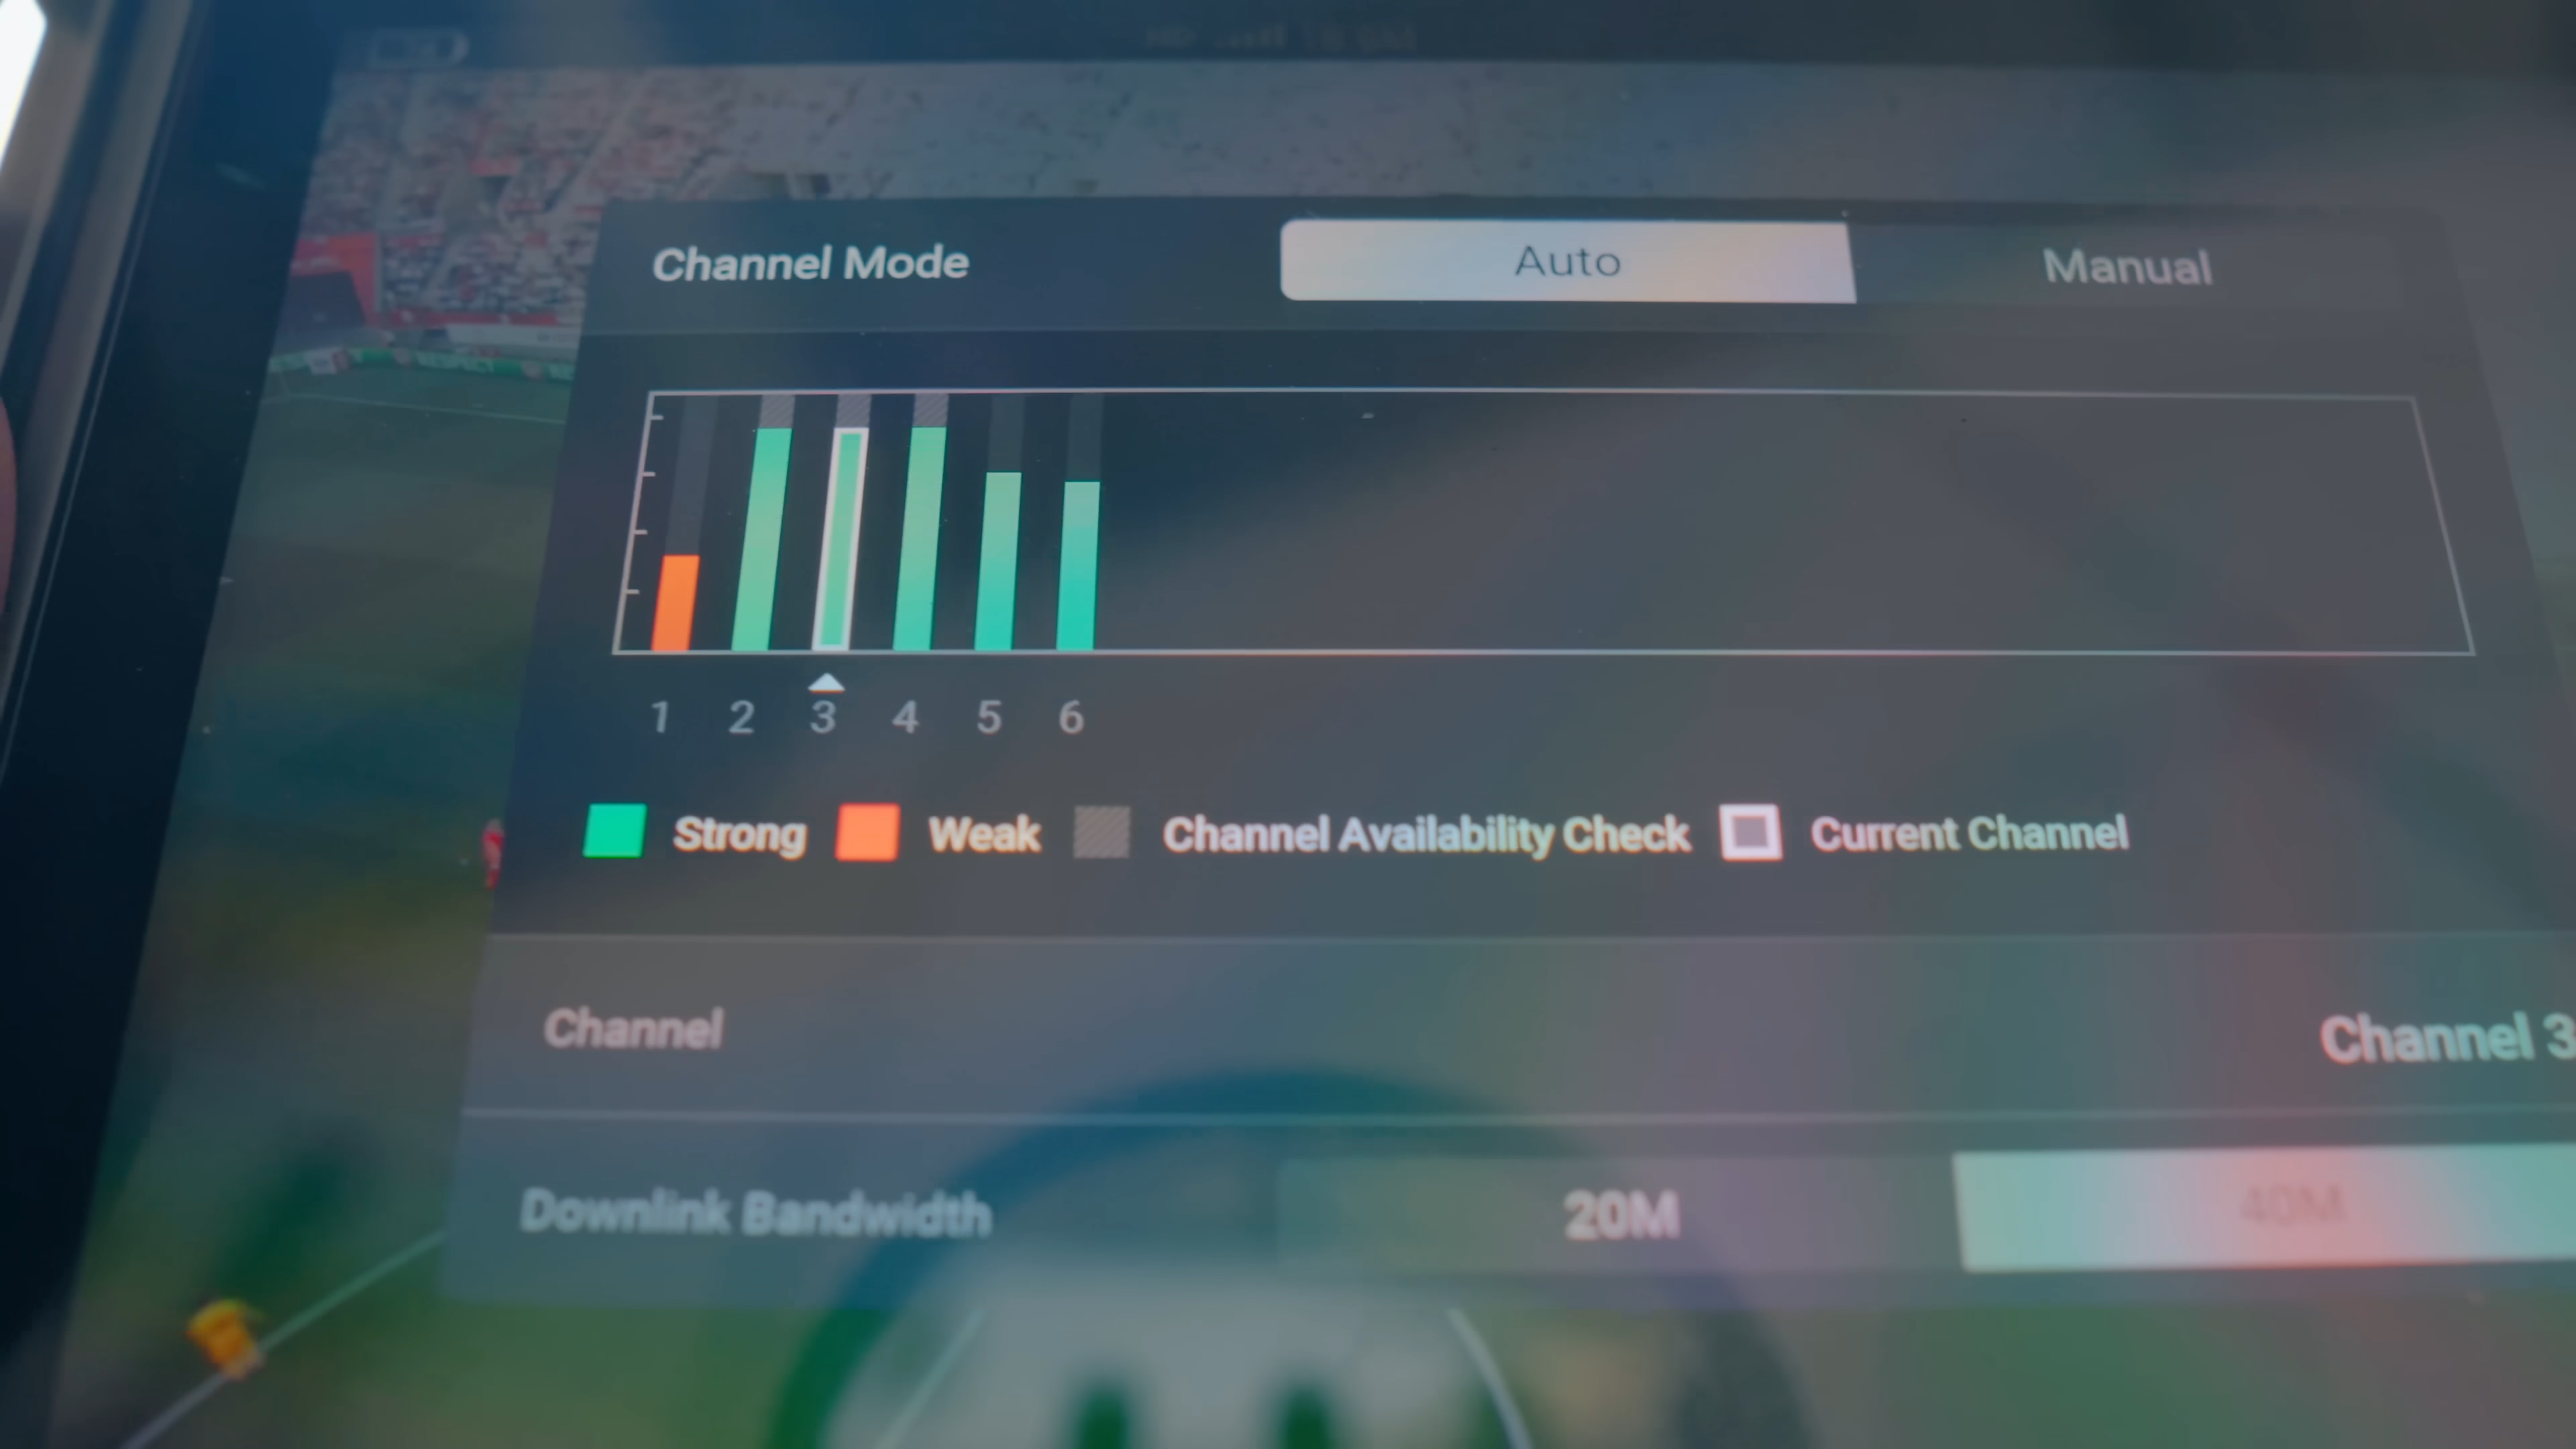 Channel Mode Auto Manual
1 2 3 4 5 6
Strong Weak Channel Availability Check Current Channel
Channel Channel 3
Downlink Bandwidth 20M 40M